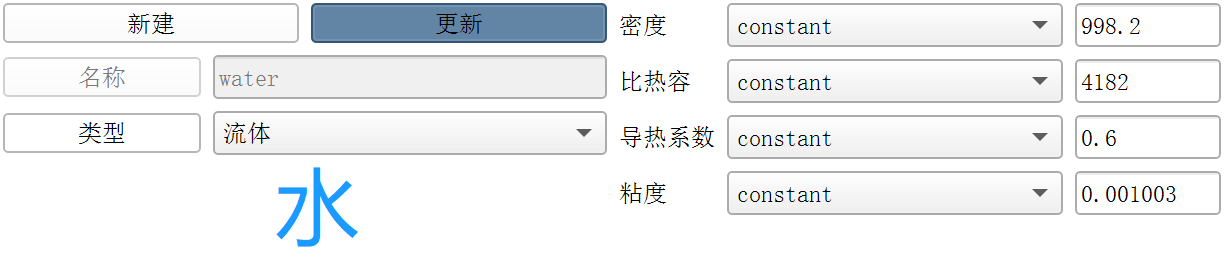 新建 更新
名称 water
类型 流体
水
密度 constant 998.2
比热容 constant 4182
导热系数 constant 0.6
粘度 constant 0.001003